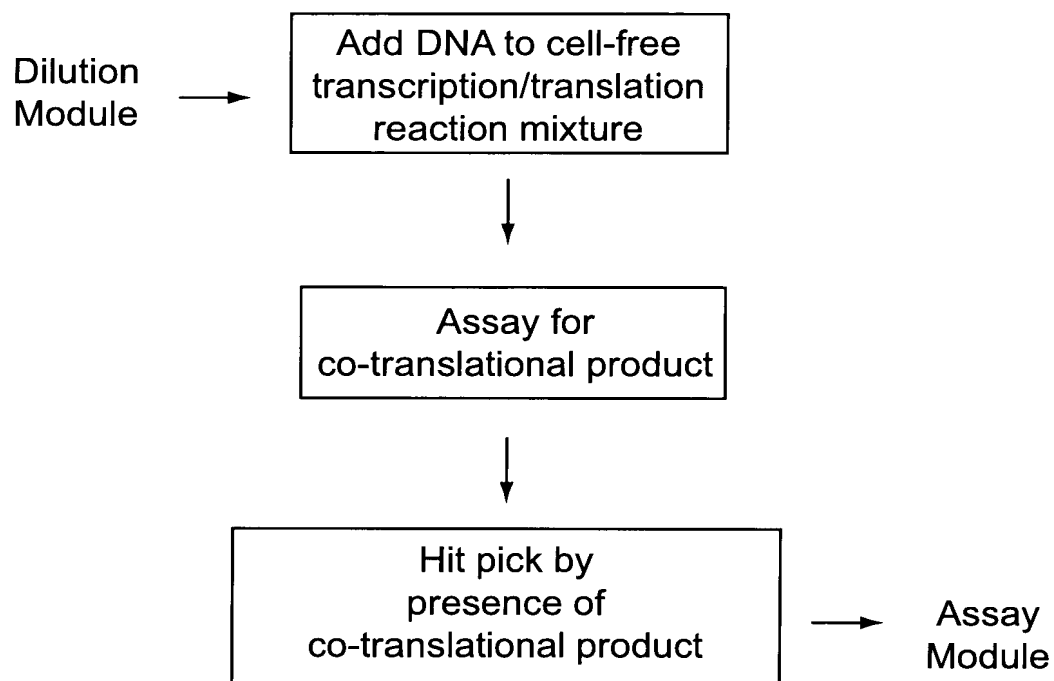 Dilution
Module
Add DNA to cell-free
transcription/translation
reaction mixture
Assay for
co-translational product
Hit pick by
presence of
co-translational product
Assay
Module